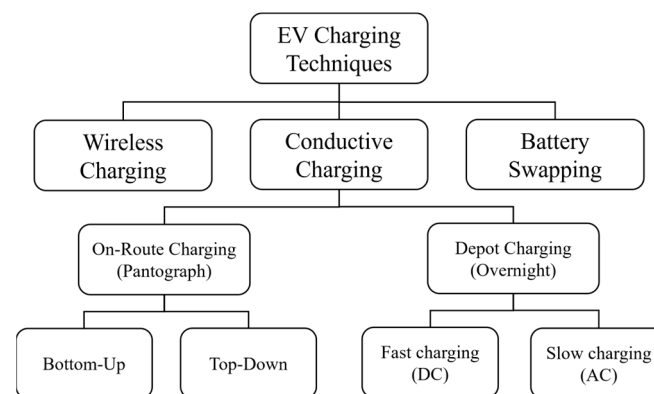 EV Charging
Techniques
Wireless
Charging
Conductive
Charging
Battery
Swapping
On-Route Charging
(Pantograph)
Depot Charging
(Overnight)
Bottom-Up
Top-Down
Fast charging
(DC)
Slow charging
(AC)